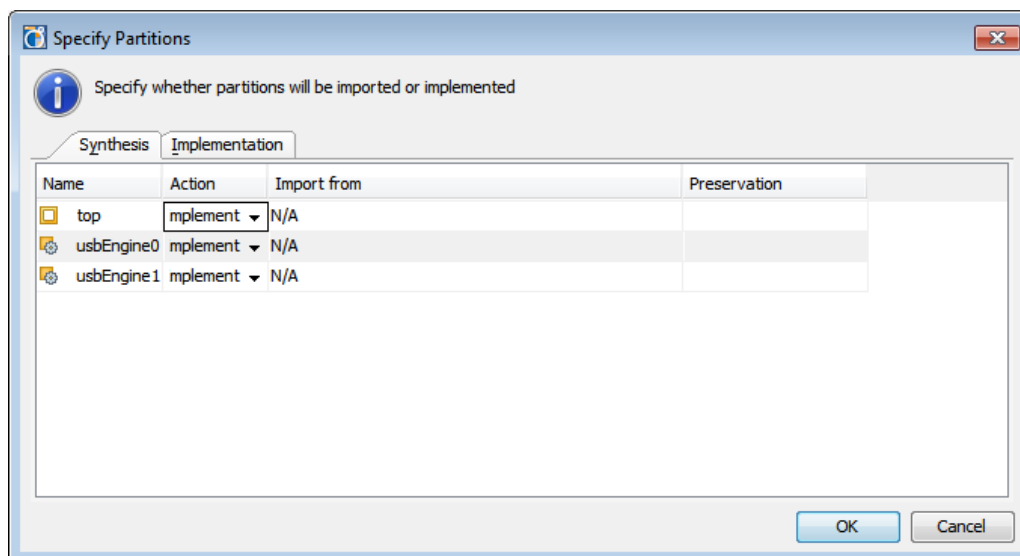 Specify Partitions
Specify whether partitions will be imported or implemented
Synthesis Implementation
Name Action Import from Preservation
top mplement N/A
usbEngine0 mplement N/A
usbEngine1 mplement N/A
OK Cancel